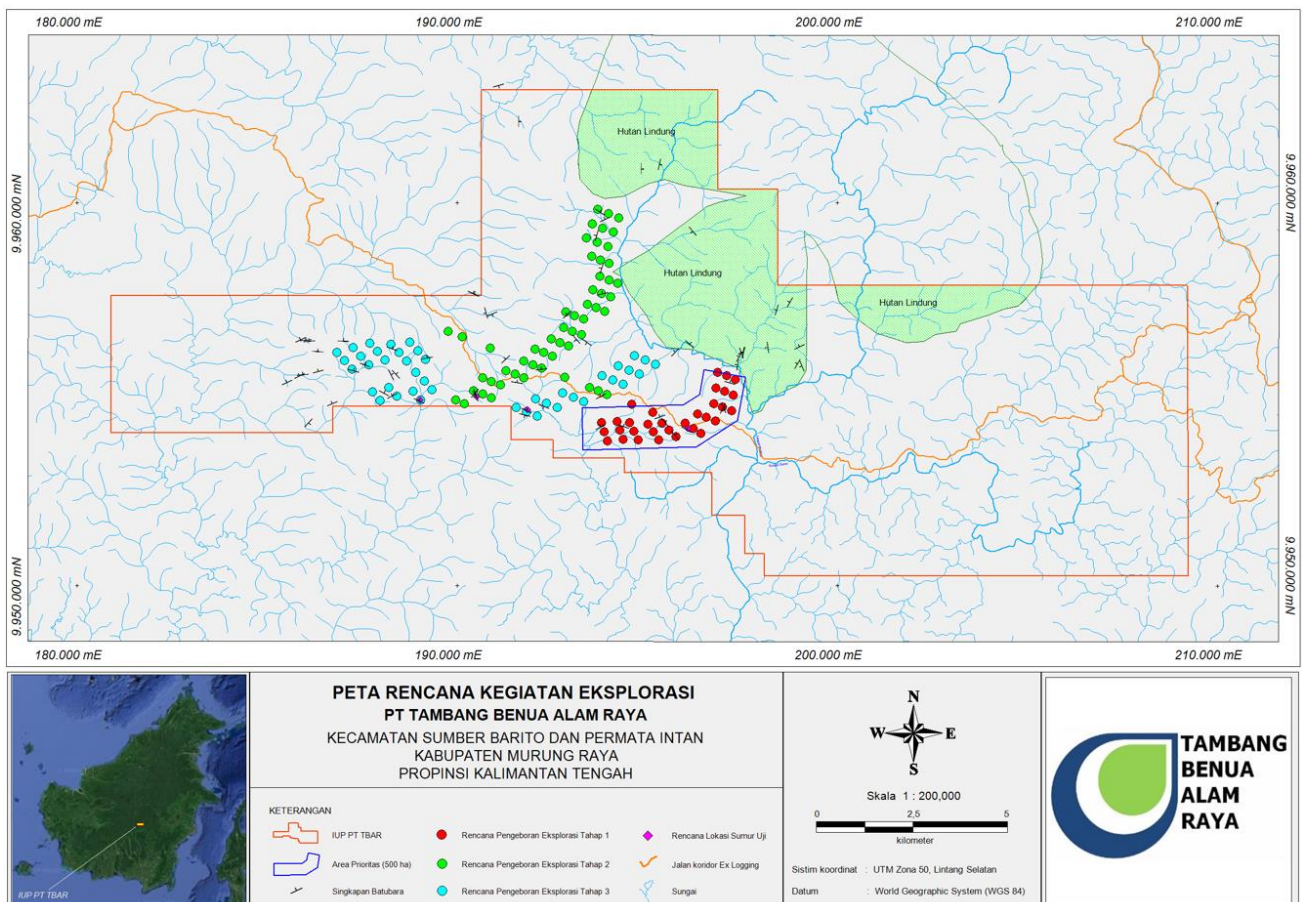 180.000 mE
190.000 mE
200.000 mE
210.000 mE
9.960.000 mN
9.960.000 mN
Hutan Lindung
Hutan Lindung
Hutan Lindung
9.950.000 mN
9.950.000 mN
180.000 mE
190.000 mE
200.000 mE
210.000 mE
IUP PT TBAR
PETA RENCANA KEGIATAN EKSPLORASI
PT TAMBANG BENUA ALAM RAYA
KECAMATAN SUMBER BARITO DAN PERMATA INTAN
KABUPATEN MURUNG RAYA
PROPINSI KALIMANTAN TENGAH
KETERANGAN
IUP PT TBAR
Rencana Pengeboran Eksplorasi Tahap 1
Rencana Lokasi Sumur Uji
Area Prioritas (500 ha)
Rencana Pengeboran Eksplorasi Tahap 2
Jalan koridor Ex Logging
Singkapan Batubara
Rencana Pengeboran Eksplorasi Tahap 3
Sungai
N
W
E
S
Skala 1 : 200,000
0
2,5
5
kilometer
Sistim koordinat : UTM Zona 50, Lintang Selatan
Datum : World Geographic System (WGS 84)
TAMBANG
BENUA
ALAM
RAYA